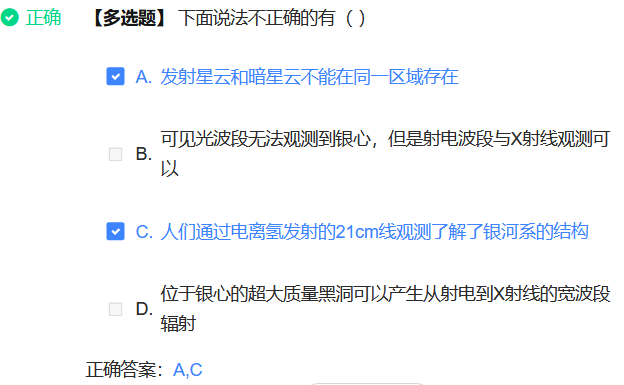 正确 【多选题】 下面说法不正确的有（ ）
A. 发射星云和暗星云不能在同一区域存在
B. 可见光波段无法观测到银心，但是射电波段与X射线观测可
以
C. 人们通过电离氢发射的21cm线观测了解了银河系的结构
D. 位于银心的超大质量黑洞可以产生从射电到X射线的宽波段
辐射
正确答案：A,C